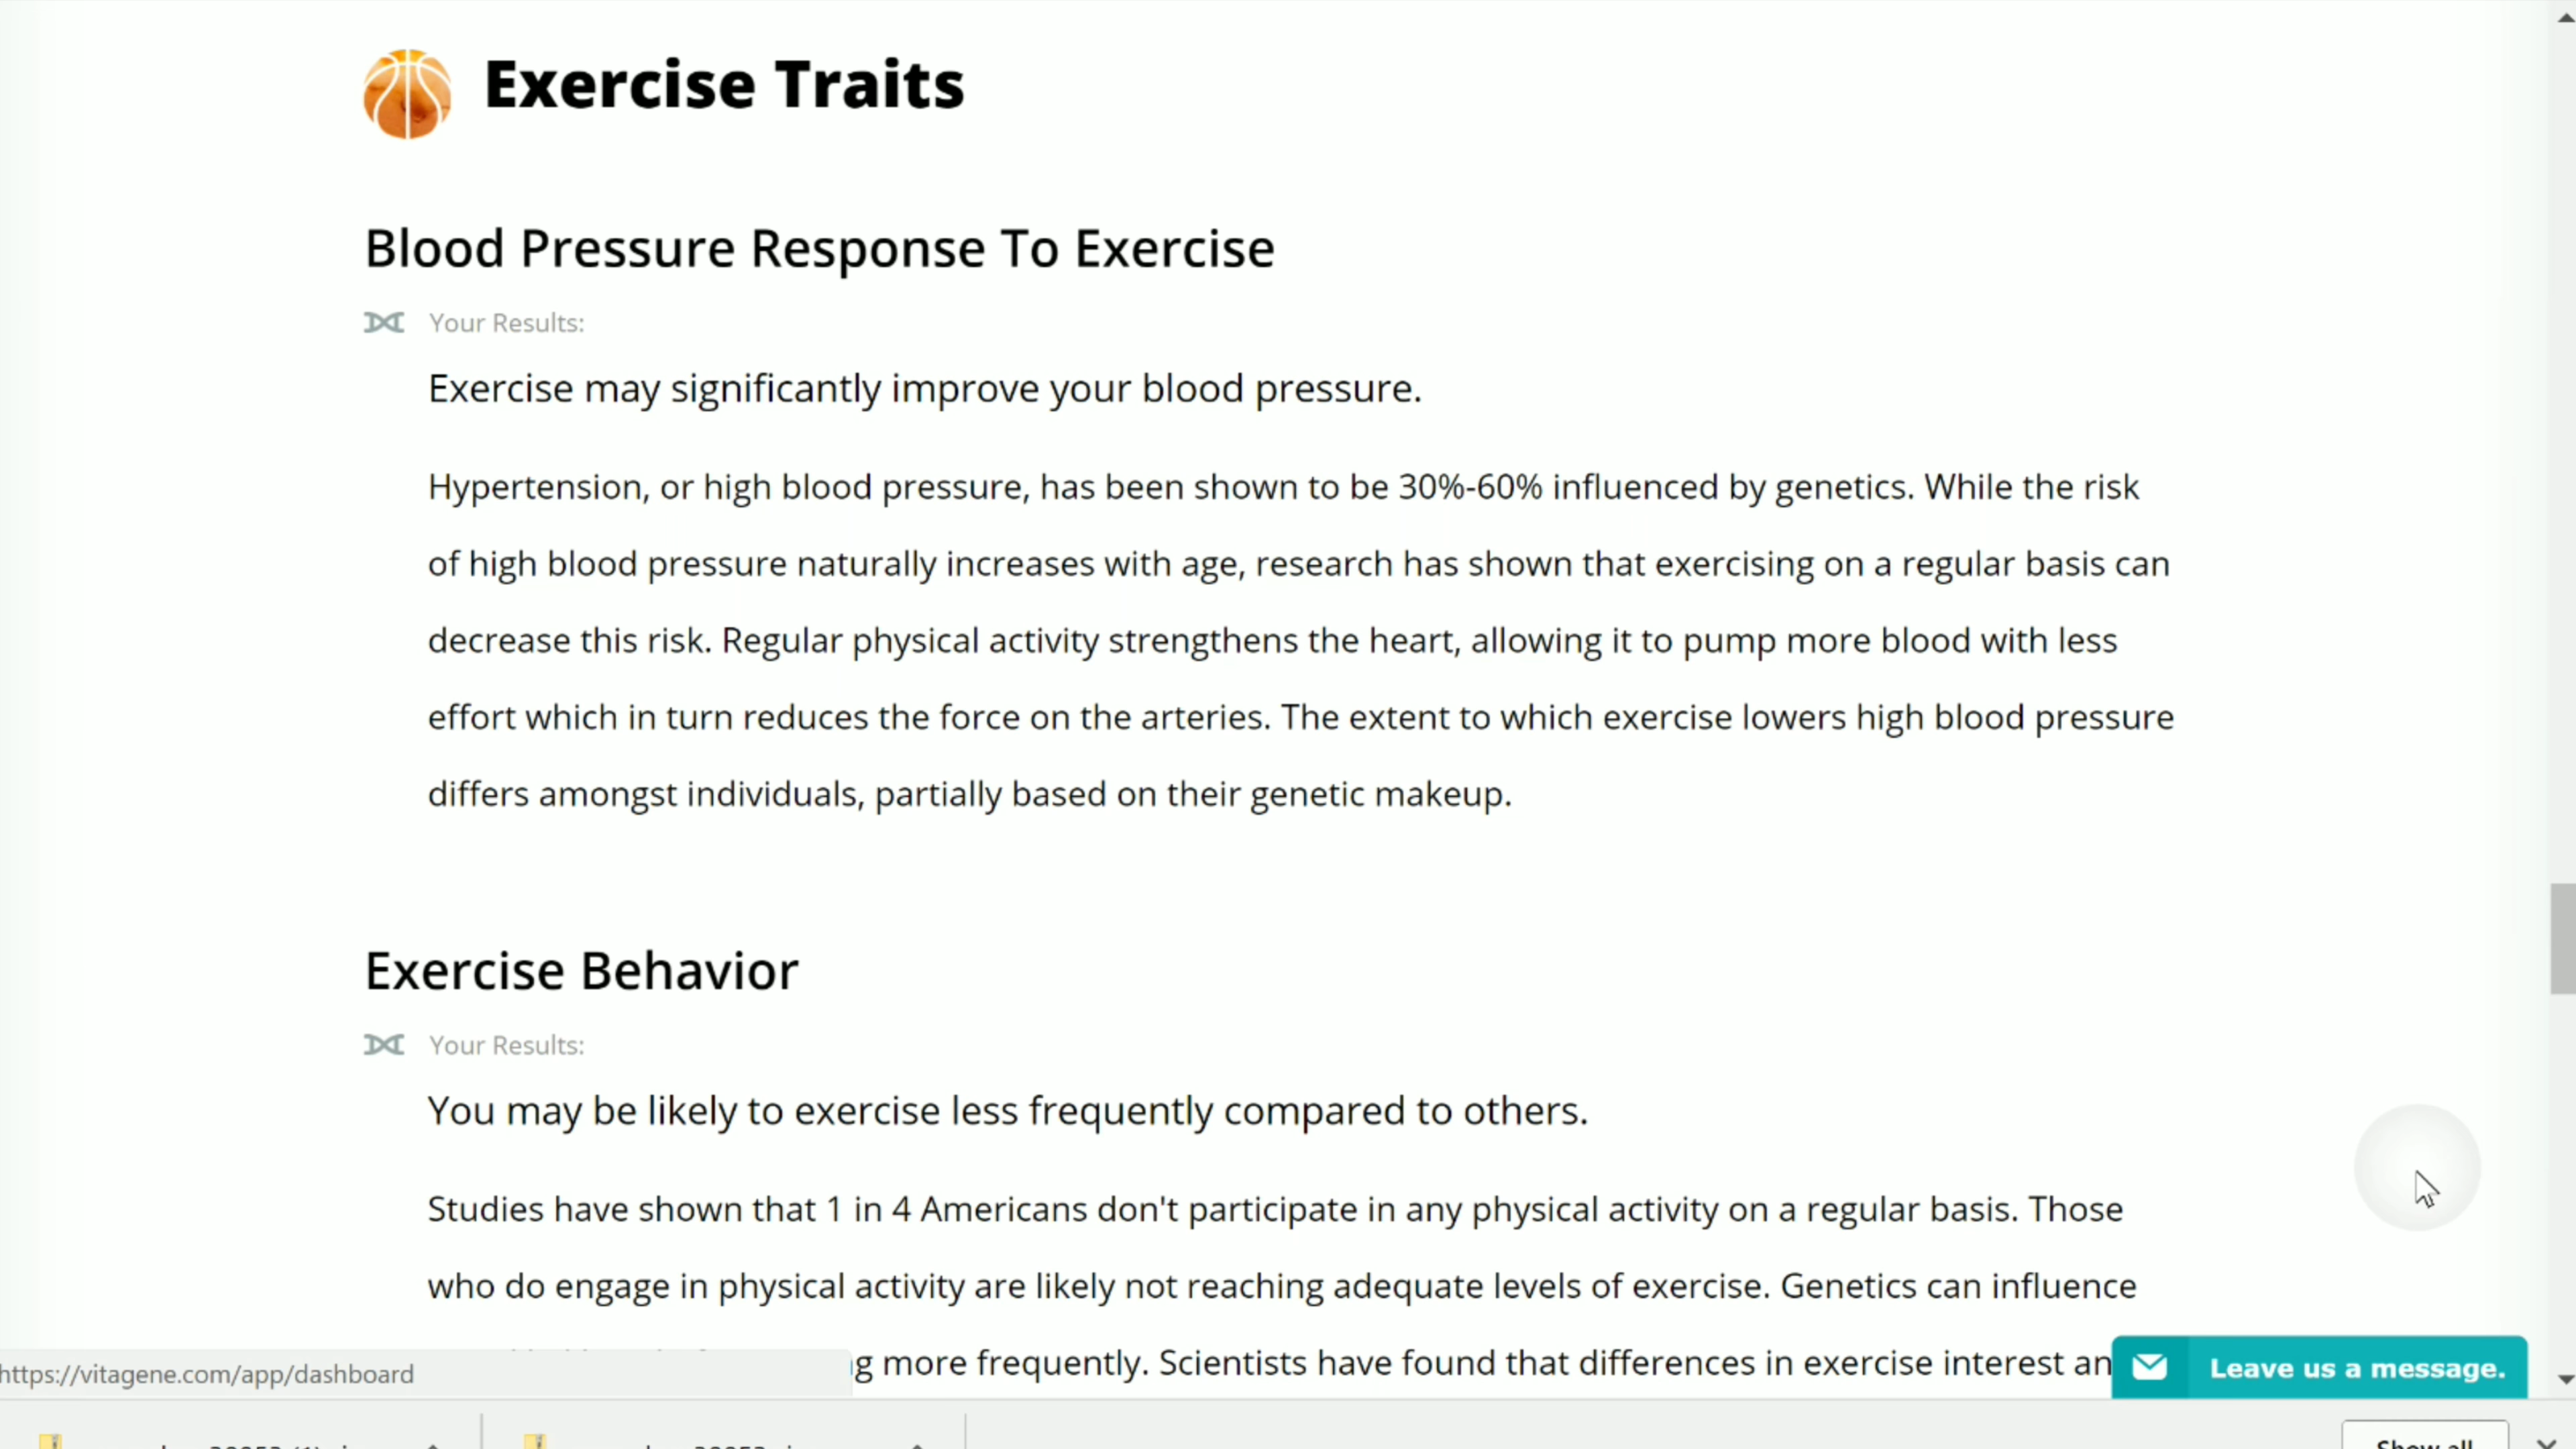 Exercise Traits
Blood Pressure Response To Exercise
Your Results:
Exercise may significantly improve your blood pressure.
Hypertension, or high blood pressure, has been shown to be 30%-60% influenced by genetics. While the risk
of high blood pressure naturally increases with age, research has shown that exercising on a regular basis can
decrease this risk. Regular physical activity strengthens the heart, allowing it to pump more blood with less
effort which in turn reduces the force on the arteries. The extent to which exercise lowers high blood pressure
differs amongst individuals, partially based on their genetic makeup.
Exercise Behavior
Your Results:
You may be likely to exercise less frequently compared to others.
Studies have shown that 1 in 4 Americans don't participate in any physical activity on a regular basis. Those
who do engage in physical activity are likely not reaching adequate levels of exercise. Genetics can influence
more frequently. Scientists have found that differences in exercise interest an
Leave us a message.
https://vitagene.com/app/dashboard
Show all